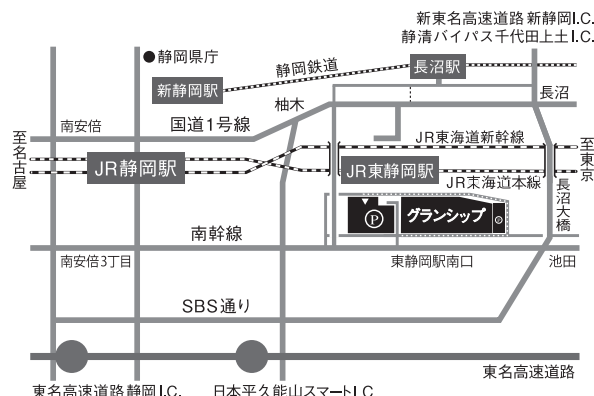 新東名高速道路 新静岡I.C.
静清バイパス千代田上土I.C.
●静岡県庁
静岡鉄道
長沼駅
新静岡駅
柚木
長沼
南安倍
国道1号線
JR東海道新幹線
至名古屋
JR静岡駅
JR東静岡駅
至東京
JR東海道本線
長沼大橋
P
グランシップ
南幹線
南安倍3丁目
東静岡駅南口
池田
SBS通り
東名高速道路
東名高速道路 静岡I.C.
日本平久能山スマートI.C